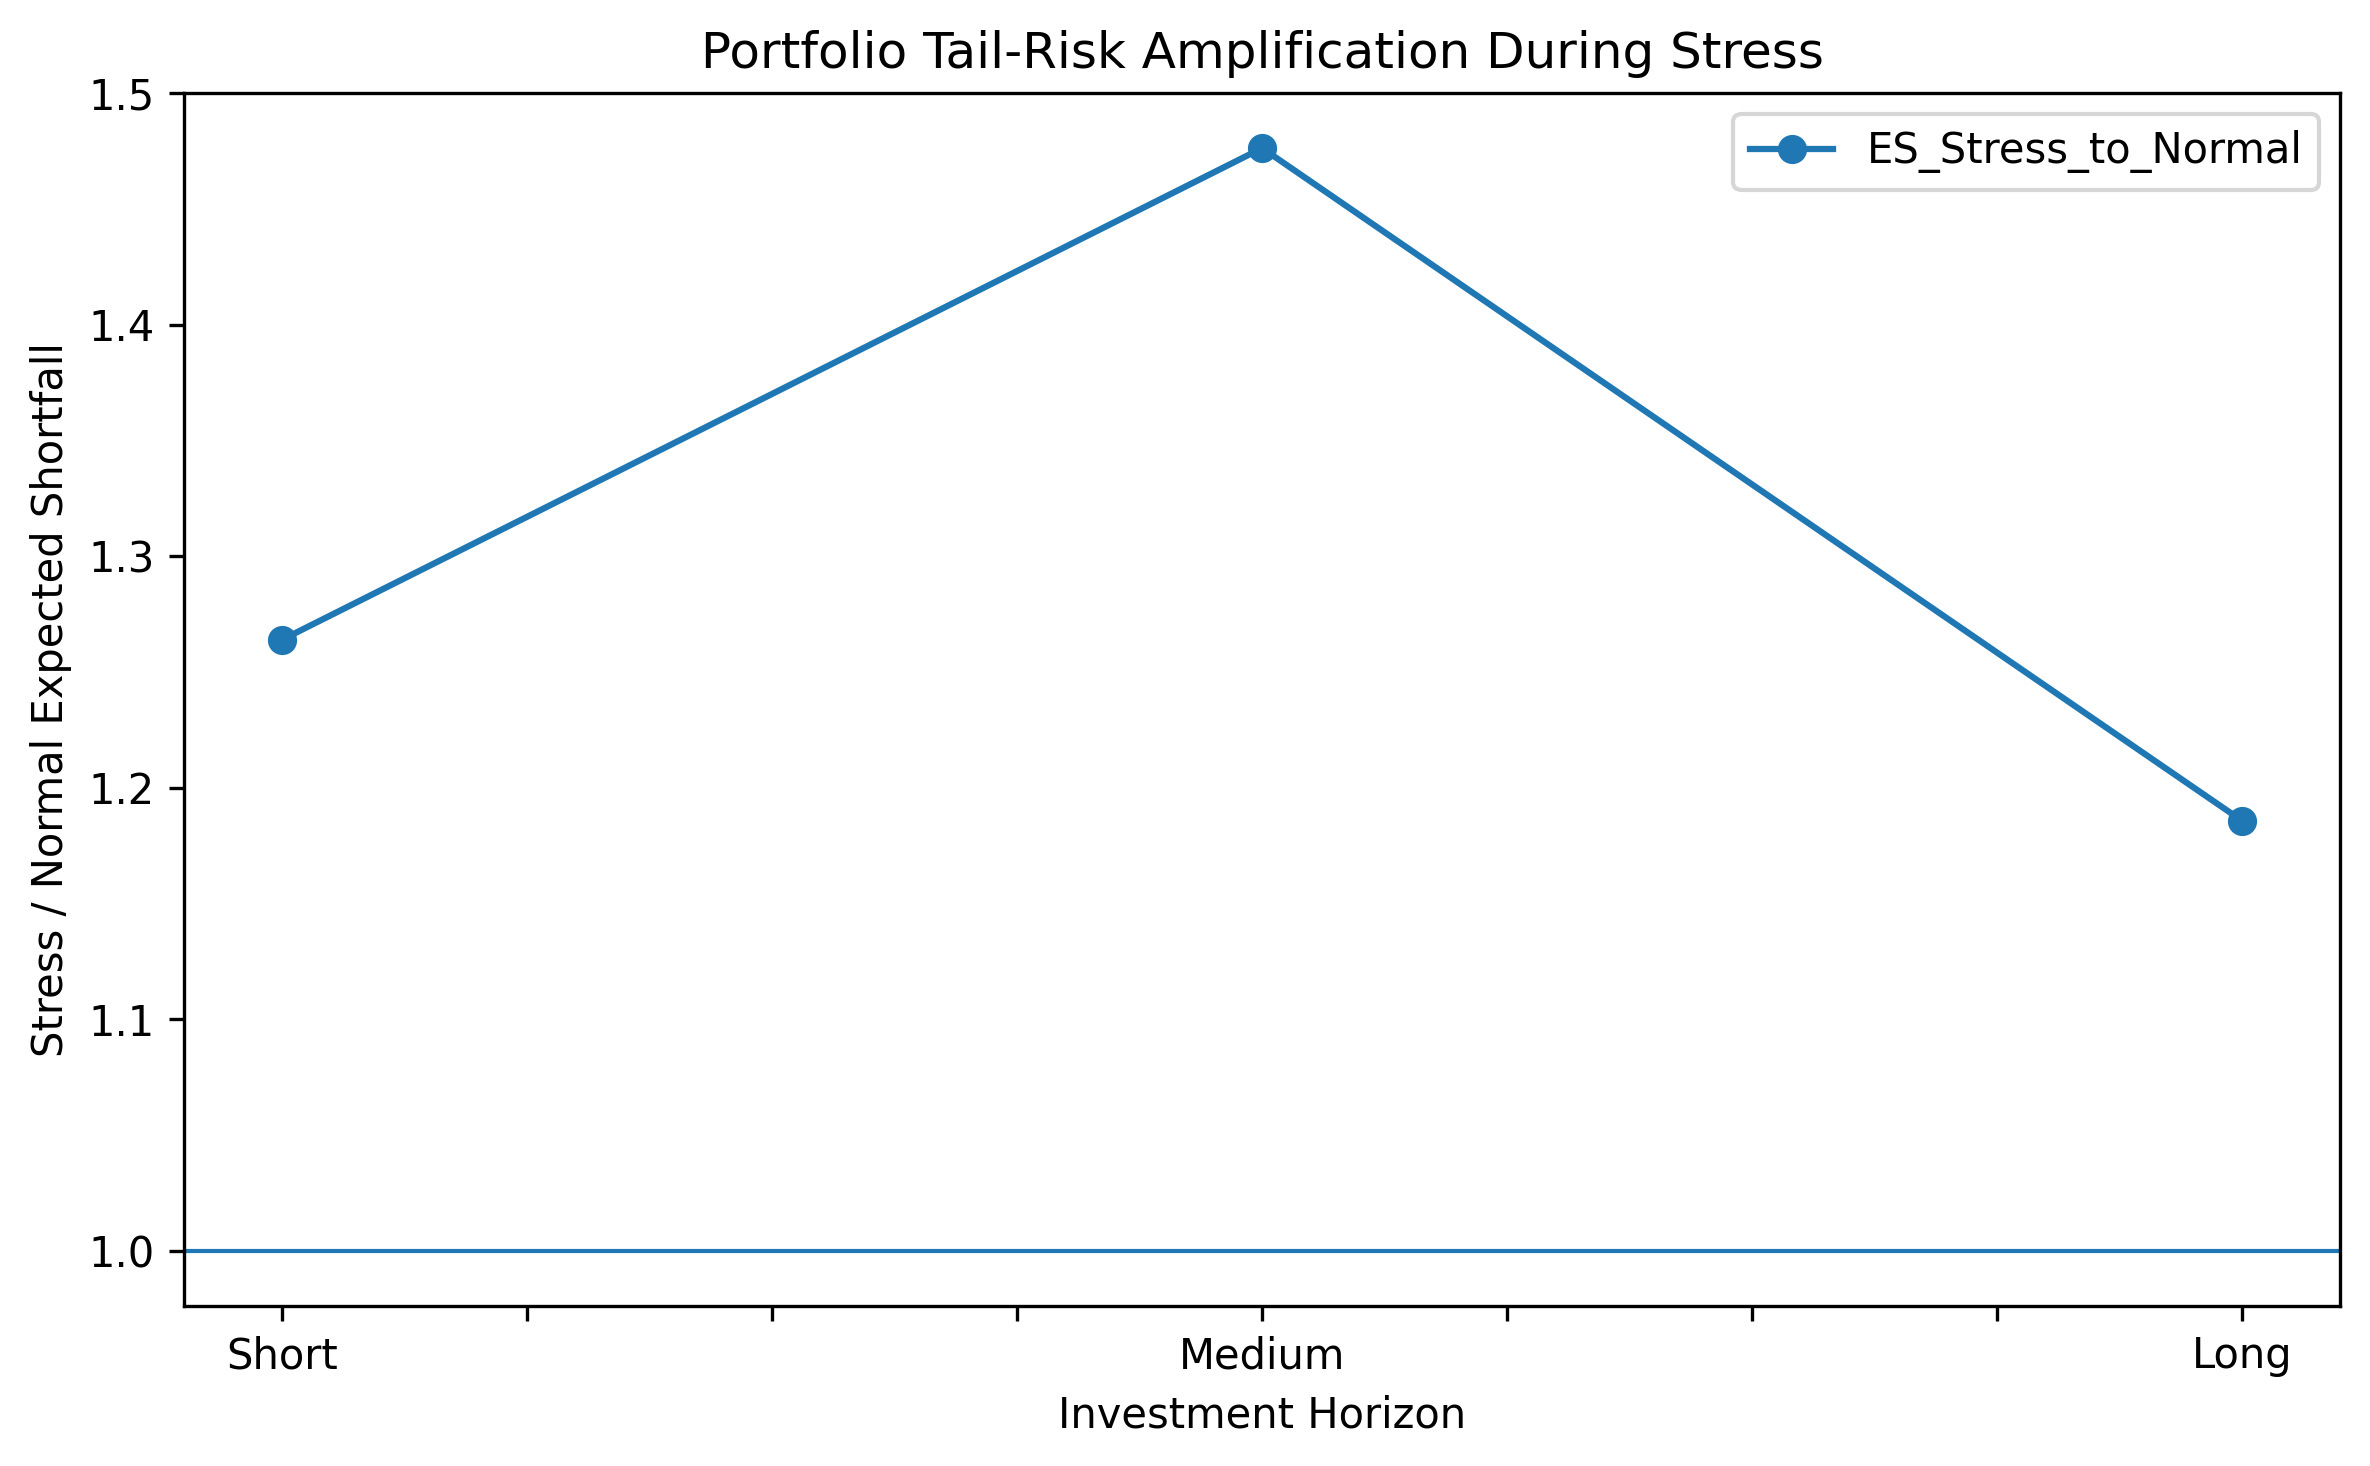 Portfolio Tail-Risk Amplification During Stress
ES_Stress_to_Normal
Stress / Normal Expected Shortfall
1.5
1.4
1.3
1.2
1.1
1.0
Short
Medium
Long
Investment Horizon